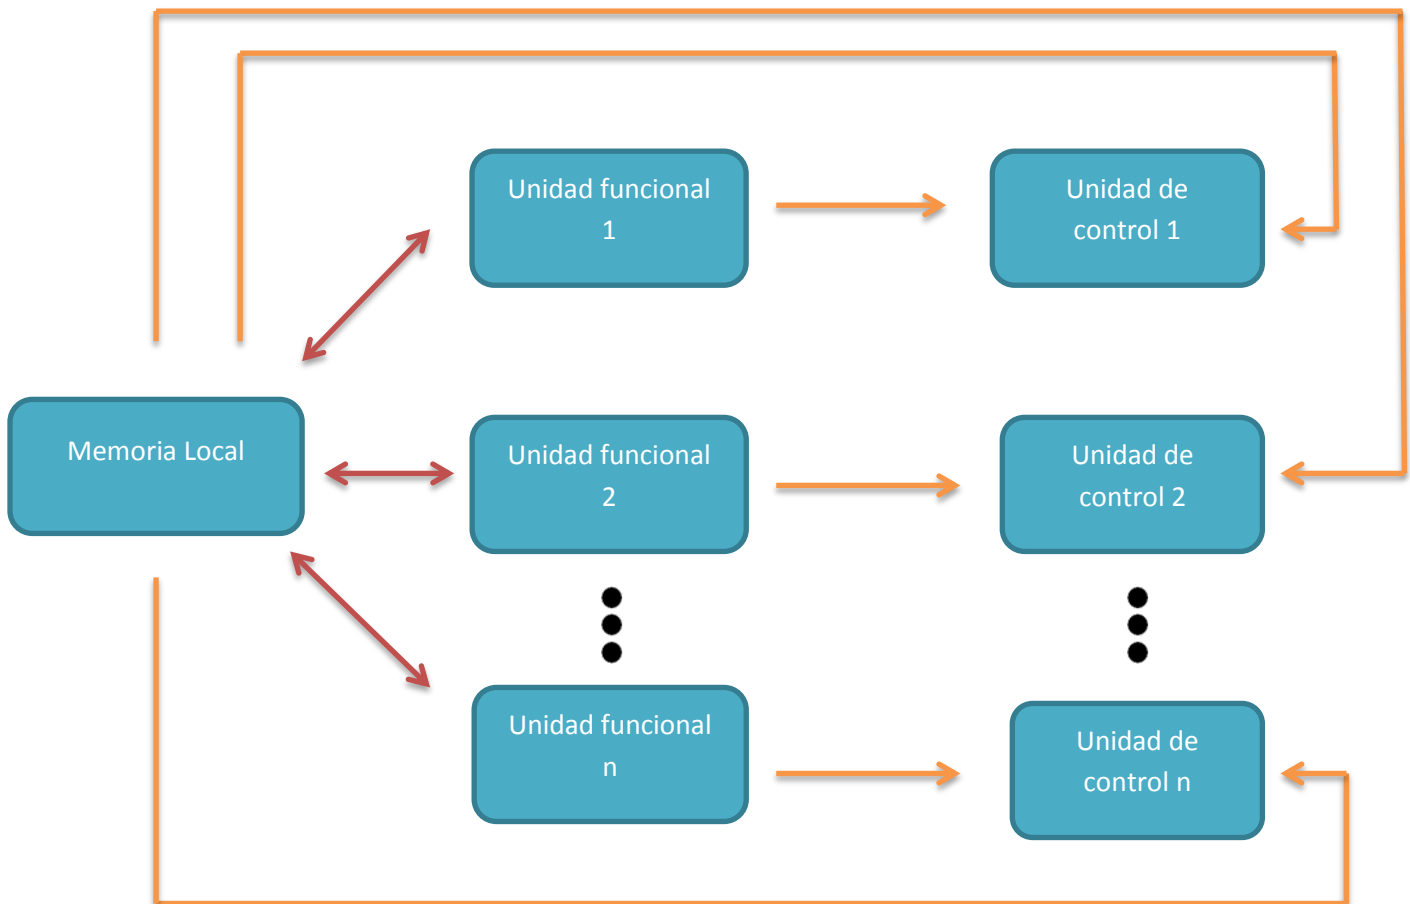 Unidad funcional
1
Unidad de
control 1
Memoria Local
Unidad funcional
2
Unidad de
control 2
Unidad funcional
n
Unidad de
control n